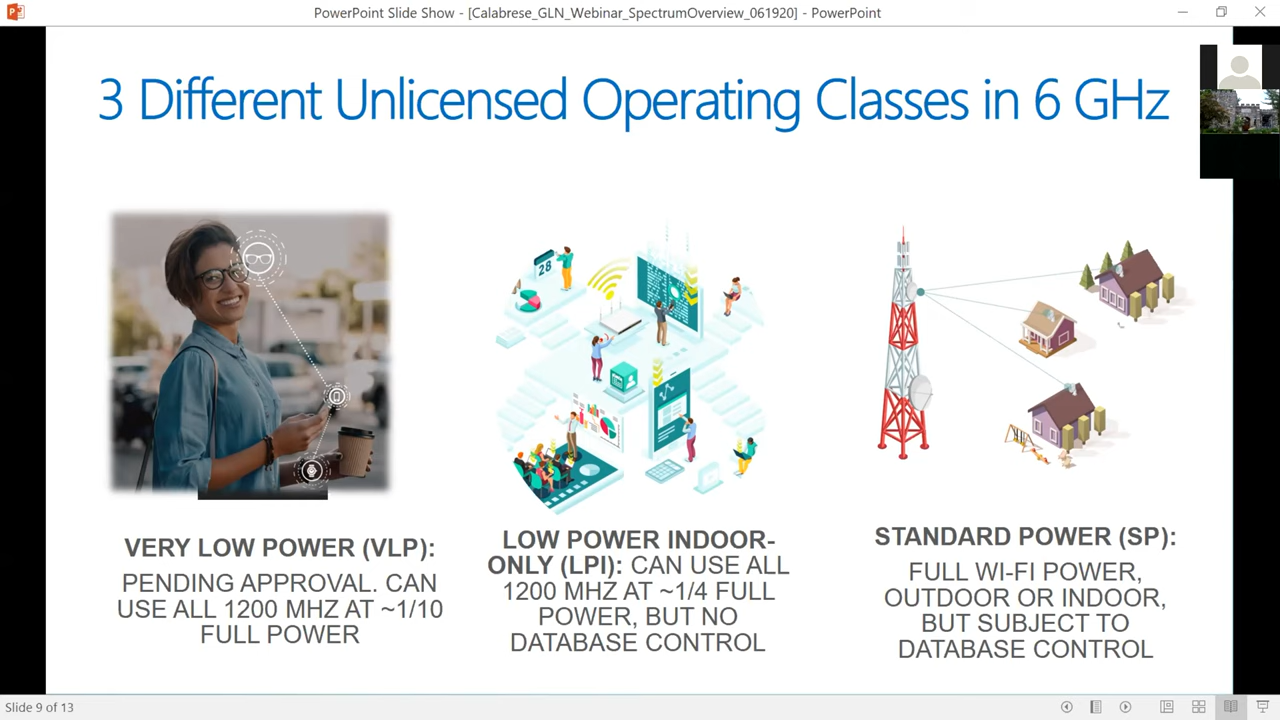 PowerPoint Slide Show - [Calabrese_GLN_Webinar_SpectrumOverview_061920] - PowerPoint
3 Different Unlicensed Operating Classes in 6 GHz
28
VERY LOW POWER (VLP):
PENDING APPROVAL. CAN
USE ALL 1200 MHZ AT ~1/10
FULL POWER
LOW POWER INDOOR-
ONLY (LPI): CAN USE ALL
1200 MHZ AT ~1/4 FULL
POWER, BUT NO
DATABASE CONTROL
STANDARD POWER (SP):
FULL WI-FI POWER,
OUTDOOR OR INDOOR,
BUT SUBJECT TO
DATABASE CONTROL
Slide 9 of 13